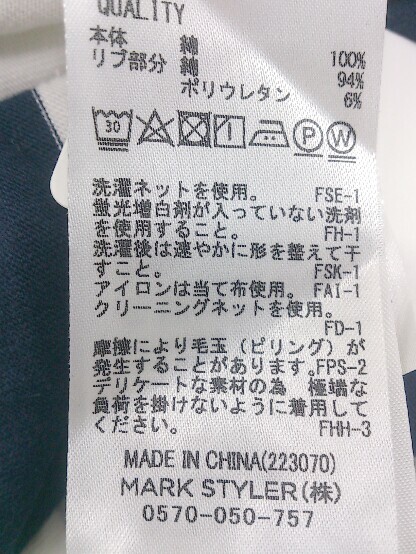 QUALITY
本体 綿 100%
リブ部分 綿 94%
ポリウレタン 6%
30 P W
洗濯ネットを使用。 FSE-1
蛍光増白剤が入っていない洗剤
を使用すること。 FH-1
洗濯後は速やかに形を整えて干
すこと。 FSK-1
アイロンは当て布使用。 FAI-1
クリーニングネットを使用。
FD-1
摩擦により毛玉(ピリング)が
発生することがあります。FPS-2
デリケートな素材の為 極端な
負荷を掛けないように着用して
ください。 FHH-3
MADE IN CHINA(223070)
MARK STYLER(株)
0570-050-757